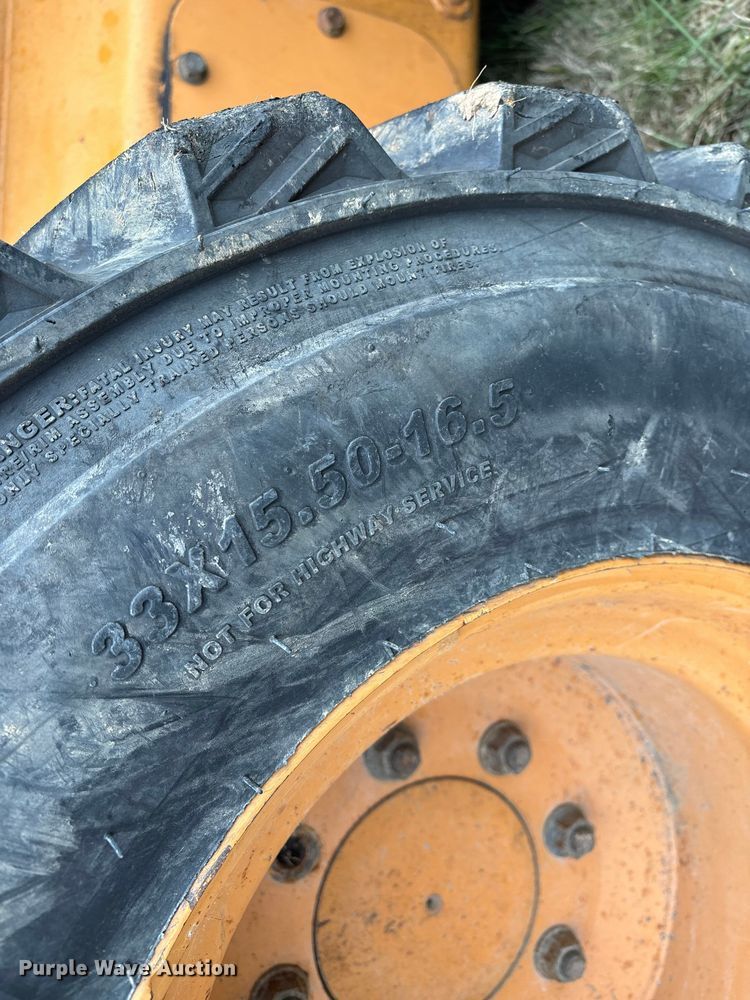 DANGER: FATAL INJURY MAY RESULT FROM EXPLOSION OF
TIRE/RIM ASSEMBLY DUE TO IMPROPER MOUNTING PROCEDURES.
ONLY SPECIALLY TRAINED PERSONS SHOULD MOUNT TIRES.
33X15.50-16.5
NOT FOR HIGHWAY SERVICE
Purple Wave Auction